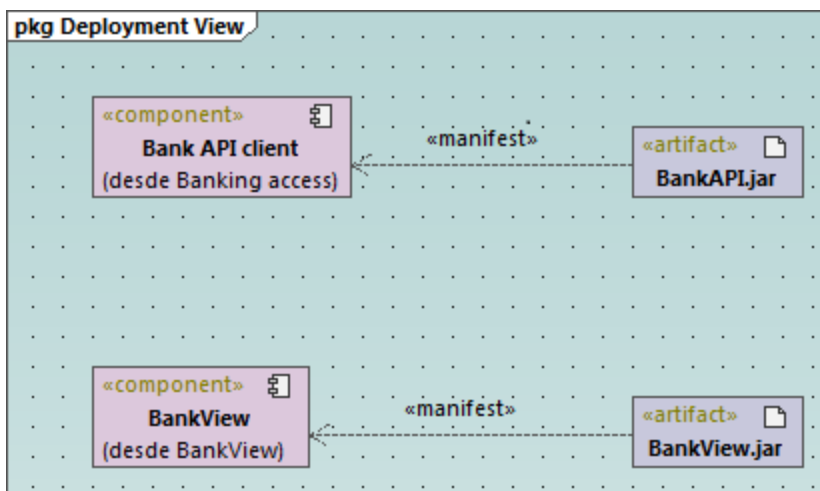 pkg Deployment View
«component»
Bank API client
(desde Banking access)
«manifest»
«artifact»
BankAPI.jar
«component»
BankView
(desde BankView)
«manifest»
«artifact»
BankView.jar